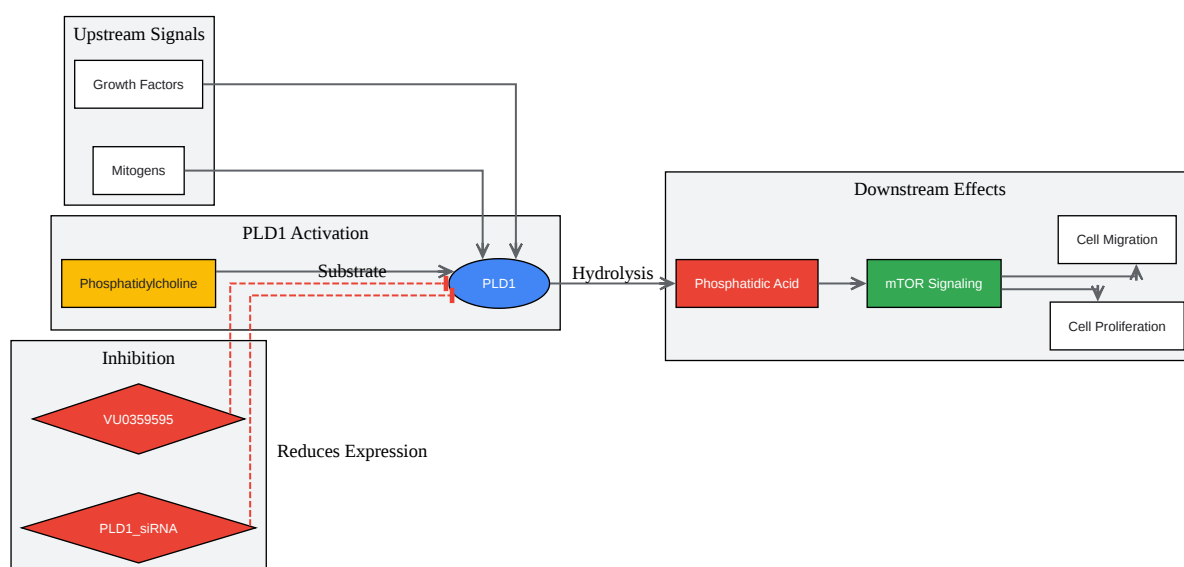 Upstream Signals
Growth Factors
Mitogens
PLD1 Activation
Phosphatidylcholine
Substrate
PLD1
Hydrolysis
Downstream Effects
Phosphatidic Acid
mTOR Signaling
Cell Migration
Cell Proliferation
Inhibition
VU0359595
Reduces Expression
PLD1_siRNA